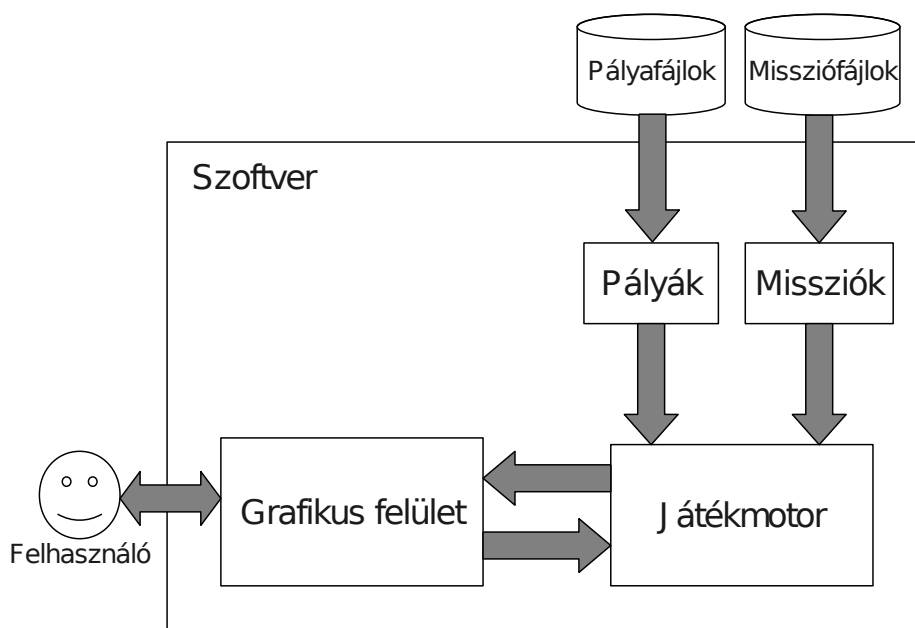 Pályafájlok
Missziófájlok
Szoftver
Pályák
Missziók
Grafikus felület
Játékmotor
Felhasználó